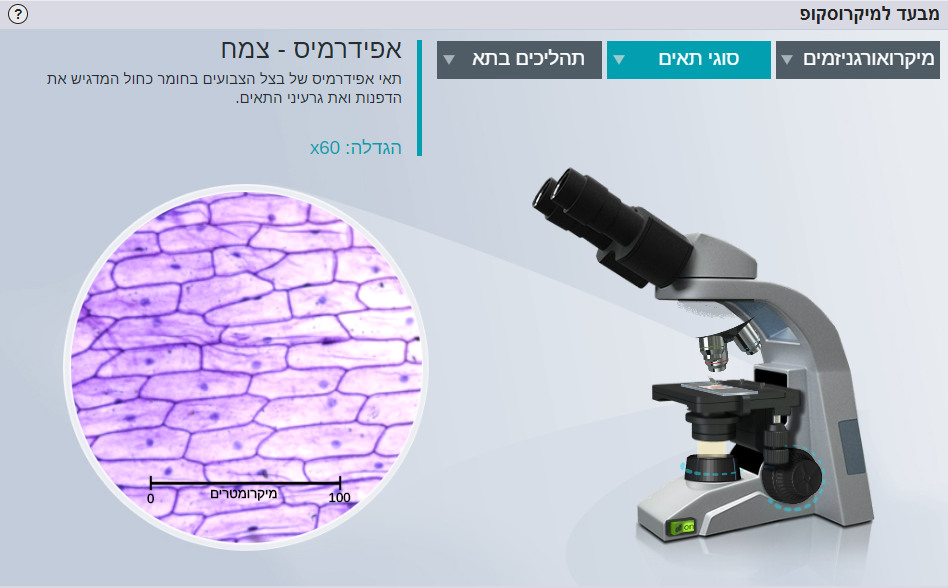 מבעד למיקרוסקופ
?
מיקרואורגניזמים
סוגי תאים
תהליכים בתא
אפידרמיס - צמח
תאי אפידרמיס של בצל הצבועים בחומר כחול המדגיש את
הדפנות ואת גרעיני התאים.
הגדלה: x60
0 מיקרומטרים 100
on